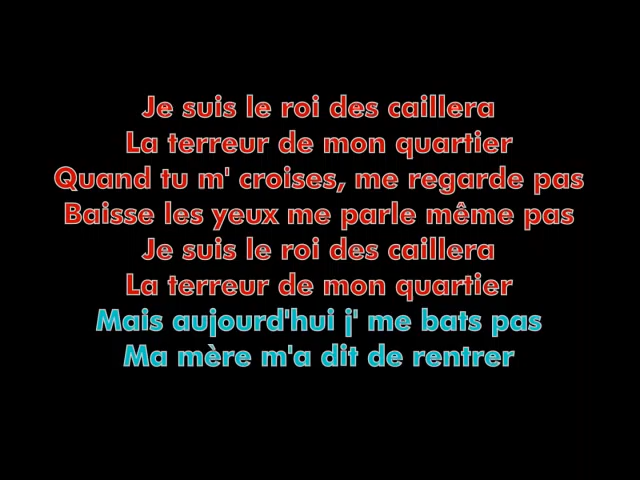 Je suis le roi des caillera
La terreur de mon quartier
Quand tu m' croises, me regarde pas
Baisse les yeux me parle même pas
Je suis le roi des caillera
La terreur de mon quartier
Mais aujourd'hui j' me bats pas
Ma mère m'a dit de rentrer